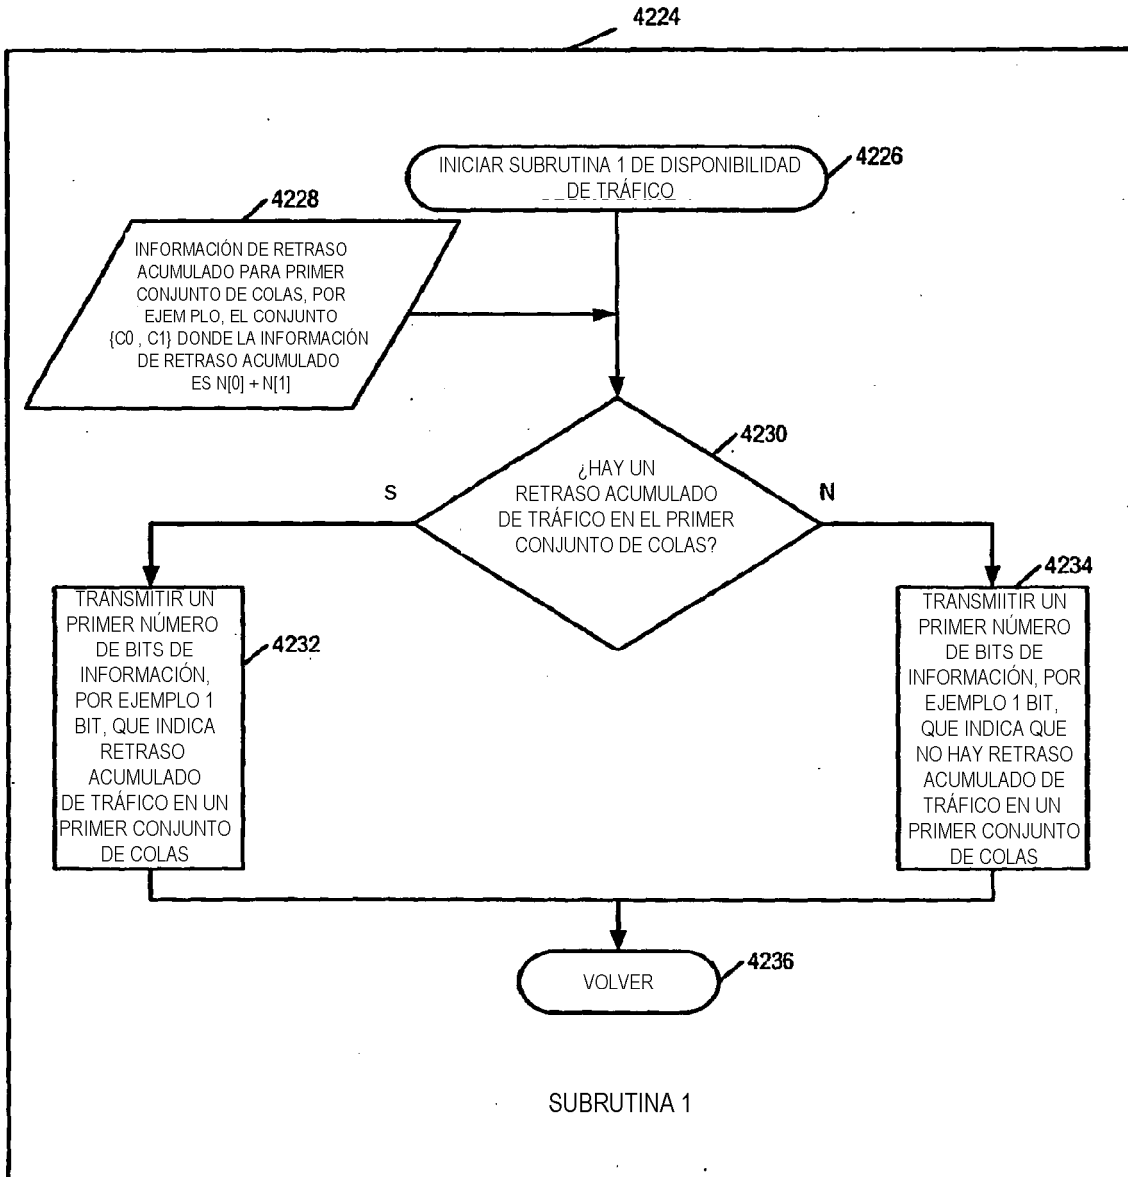 4224
4226
INICIAR SUBRUTINA 1 DE DISPONIBILIDAD
DE TRÁFICO
4228
INFORMACIÓN DE RETRASO
ACUMULADO PARA PRIMER
CONJUNTO DE COLAS, POR
EJEM PLO, EL CONJUNTO
{C0 , C1} DONDE LA INFORMACIÓN
DE RETRASO ACUMULADO
ES N[0] + N[1]
4230
¿HAY UN
RETRASO ACUMULADO
DE TRÁFICO EN EL PRIMER
CONJUNTO DE COLAS?
S
N
4232
TRANSMITIR UN
PRIMER NÚMERO
DE BITS DE
INFORMACIÓN,
POR EJEMPLO 1
BIT, QUE INDICA
RETRASO
ACUMULADO
DE TRÁFICO EN UN
PRIMER CONJUNTO
DE COLAS
4234
TRANSMIITIR UN
PRIMER NÚMERO
DE BITS DE
INFORMACIÓN, POR
EJEMPLO 1 BIT,
QUE INDICA QUE
NO HAY RETRASO
ACUMULADO DE
TRÁFICO EN UN
PRIMER CONJUNTO
DE COLAS
4236
VOLVER
SUBRUTINA 1